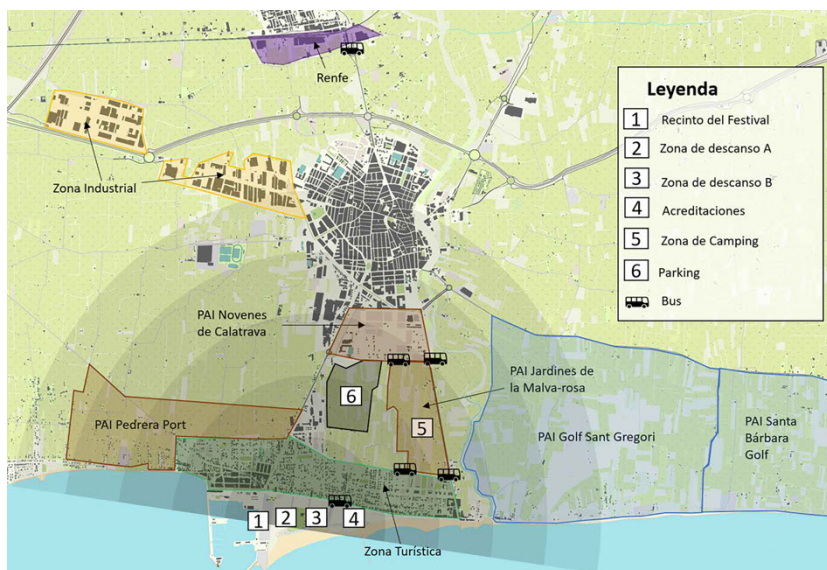 Renfe
Leyenda
1 Recinto del Festival
2 Zona de descanso A
3 Zona de descanso B
4 Acreditaciones
5 Zona de Camping
6 Parking
Bus
Zona Industrial
PAI Novenes
de Calatrava
PAI Jardines de
la Malva-rosa
6
5
PAI Pedrera Port
PAI Golf Sant Gregori
PAI Santa
Bárbara
Golf
1
2
3
4
Zona Turística